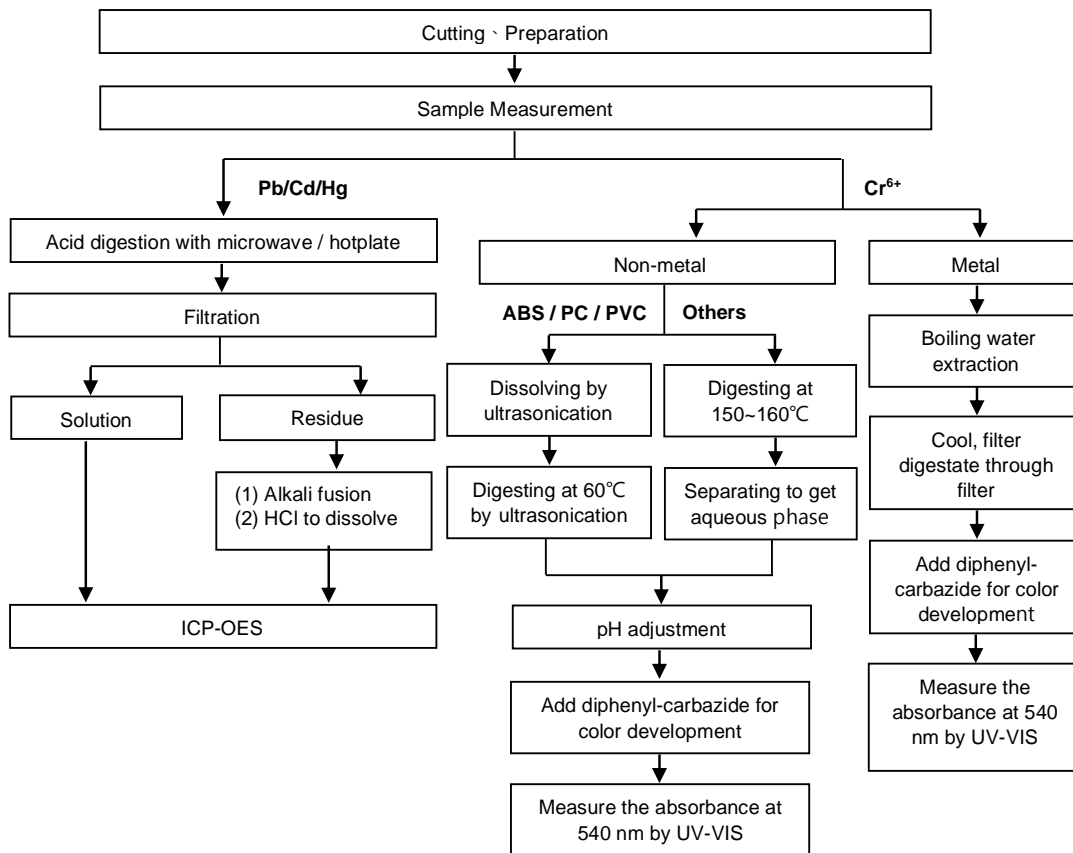 Cutting、Preparation
Sample Measurement
Pb/Cd/Hg
Cr6+
Acid digestion with microwave / hotplate
Non-metal
Metal
Filtration
ABS / PC / PVC
Others
Boiling water
extraction
Solution
Residue
Dissolving by
ultrasonication
Digesting at
150~160℃
Cool, filter
digestate through
filter
(1) Alkali fusion
(2) HCl to dissolve
Digesting at 60℃
by ultrasonication
Separating to get
aqueous phase
Add diphenyl-
carbazide for color
development
ICP-OES
pH adjustment
Measure the
absorbance at 540
nm by UV-VIS
Add diphenyl-carbazide for
color development
Measure the absorbance at
540 nm by UV-VIS